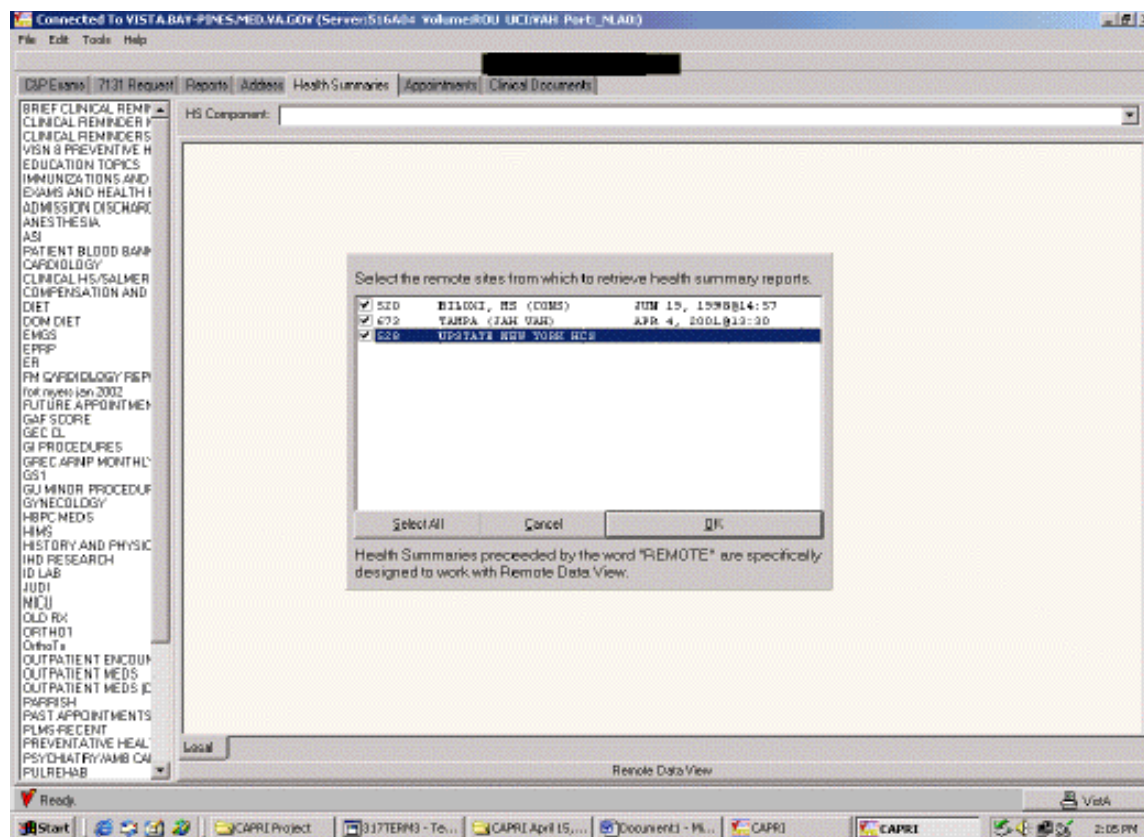 Connected To VISTA.BAY-PINES.MED.VA.GOV (Server:516A04 Volume:ROU UCI:VAH Port:_NLA0:)
File Edit Tools Help
C&P Exams 7131 Request Reports Address Health Summaries Appointments Clinical Documents
BRIEF CLINICAL REMI
HS Component:
CLINICAL REMINDER
CLINICAL REMINDERS
VISN 8 PREVENTIVE H
EDUCATION TOPICS
IMMUNIZATIONS AND
EXAMS AND HEALTH
ADMISSION DISCHARG
ANESTHESIA
ASI
PATIENT BLOOD BANK
CARDIOLOGY
CLINICAL HS/SALMER
COMPENSATION AND
DIET
DOM DIET
EMGS
EPRP
ER
FM CARDIOLOGY REP
fort myers jan 2002
FUTURE APPOINTMEN
GAF SCORE
GEC CL
GI PROCEDURES
GREC ARNP MONTHL
GS1
GU MINOR PROCEDUR
GYNECOLOGY
HBPC MEDS
HIMS
HISTORY AND PHYSIC
IHD RESEARCH
ID LAB
JUDI
MICU
OLD RX
ORTHO1
OrthoTa
OUTPATIENT ENCOUN
OUTPATIENT MEDS
OUTPATIENT MEDS (C
PARRISH
PAST APPOINTMENTS
PLMS-RECENT
PREVENTATIVE HEAL
PSYCHIATRY/AMB CA
PULREHAB
Select the remote sites from which to retrieve health summary reports.
520 BILOXI, MS (CONS) JUN 19, 1998@14:57
673 TAMPA (JAH VAH) APR 4, 2001@13:30
528 UPSTATE NEW YORK HCS
Select All Cancel OK
Health Summaries preceeded by the word "REMOTE" are specifically
designed to work with Remote Data View.
Local
Remote Data View
Ready. VistA
Start CAPRI Project 317TERM3 - Te... CAPRI April 15,... Document1 - Mi... CAPRI CAPRI 2:05 PM